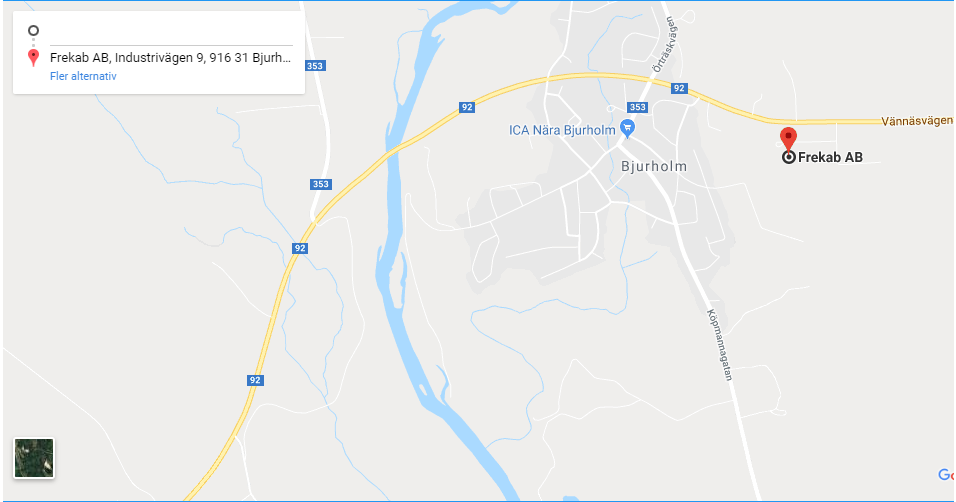 Frekab AB, Industrivägen 9, 916 31 Bjurh...
Fler alternativ
353
Örträskvägen
92
92
353
Vännäsvägen
ICA Nära Bjurholm
Frekab AB
Bjurholm
353
92
Köpmannagatan
92
Go